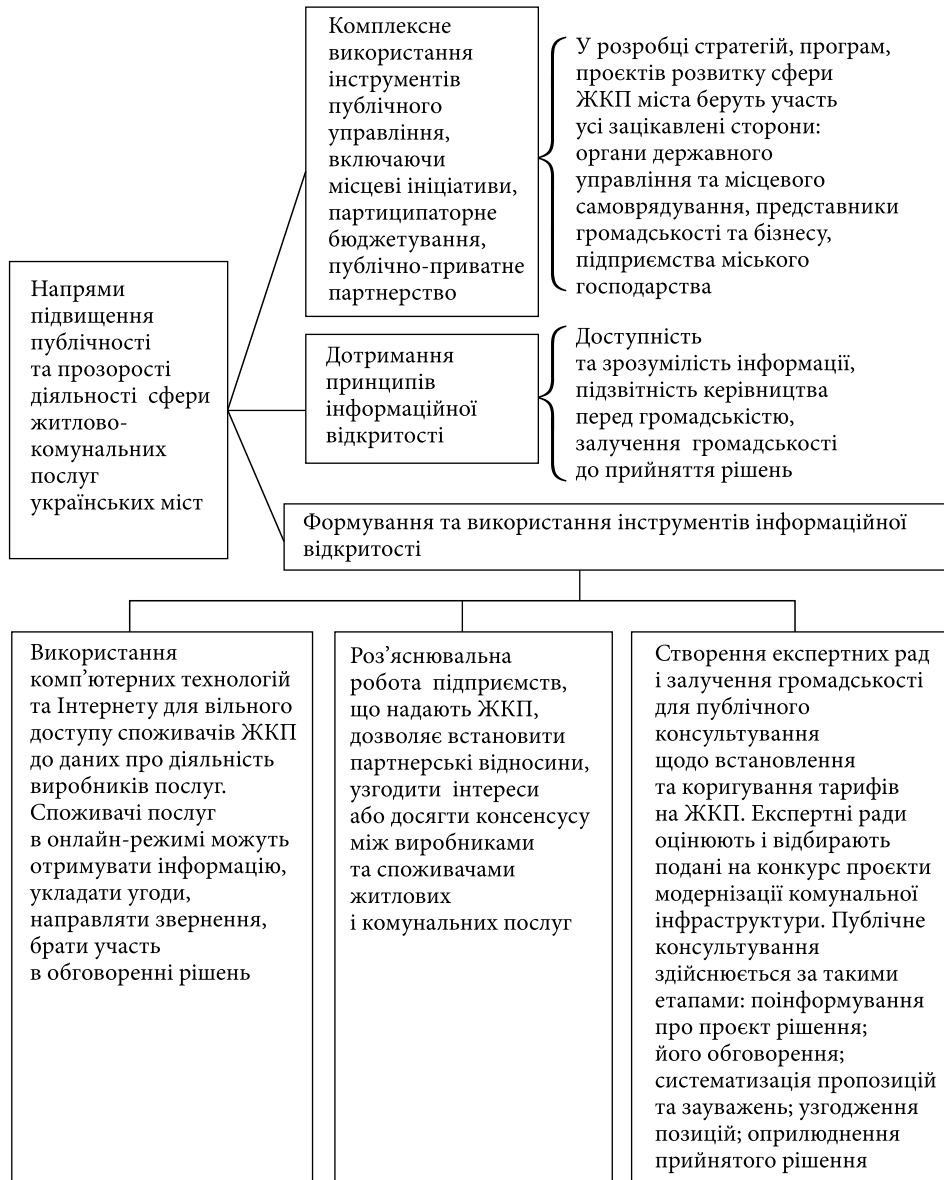 Напрями
підвищення
публічності
та прозорості
діяльності сфери
житлово-
комунальних
послуг
українських міст
Комплексне
використання
інструментів
публічного
управління,
включаючи
місцеві ініціативи,
партиципаторне
бюджетування,
публічно-приватне
партнерство
У розробці стратегій, програм,
проєктів розвитку сфери
ЖКП міста беруть участь
усі зацікавлені сторони:
органи державного
управління та місцевого
самоврядування, представники
громадськості та бізнесу,
підприємства міського
господарства
Дотримання
принципів
інформаційної
відкритості
Доступність
та зрозумілість інформації,
підзвітність керівництва
перед громадськістю,
залучення громадськості
до прийняття рішень
Формування та використання інструментів інформаційної
відкритості
Використання
комп’ютерних технологій
та Інтернету для вільного
доступу споживачів ЖКП
до даних про діяльність
виробників послуг.
Споживачі послуг
в онлайн-режимі можуть
отримувати інформацію,
укладати угоди,
направляти звернення,
брати участь
в обговоренні рішень
Роз’яснювальна
робота підприємств,
що надають ЖКП,
дозволяє встановити
партнерські відносини,
узгодити інтереси
або досягти консенсусу
між виробниками
та споживачами
житлових
і комунальних послуг
Створення експертних рад
і залучення громадськості
для публічного
консультування
щодо встановлення
та коригування тарифів
на ЖКП. Експертні ради
оцінюють і відбирають
подані на конкурс проєкти
модернізації комунальної
інфраструктури. Публічне
консультування
здійснюється за такими
етапами: поінформування
про проєкт рішення;
його обговорення;
систематизація пропозицій
та зауважень; узгодження
позицій; оприлюднення
прийнятого рішення